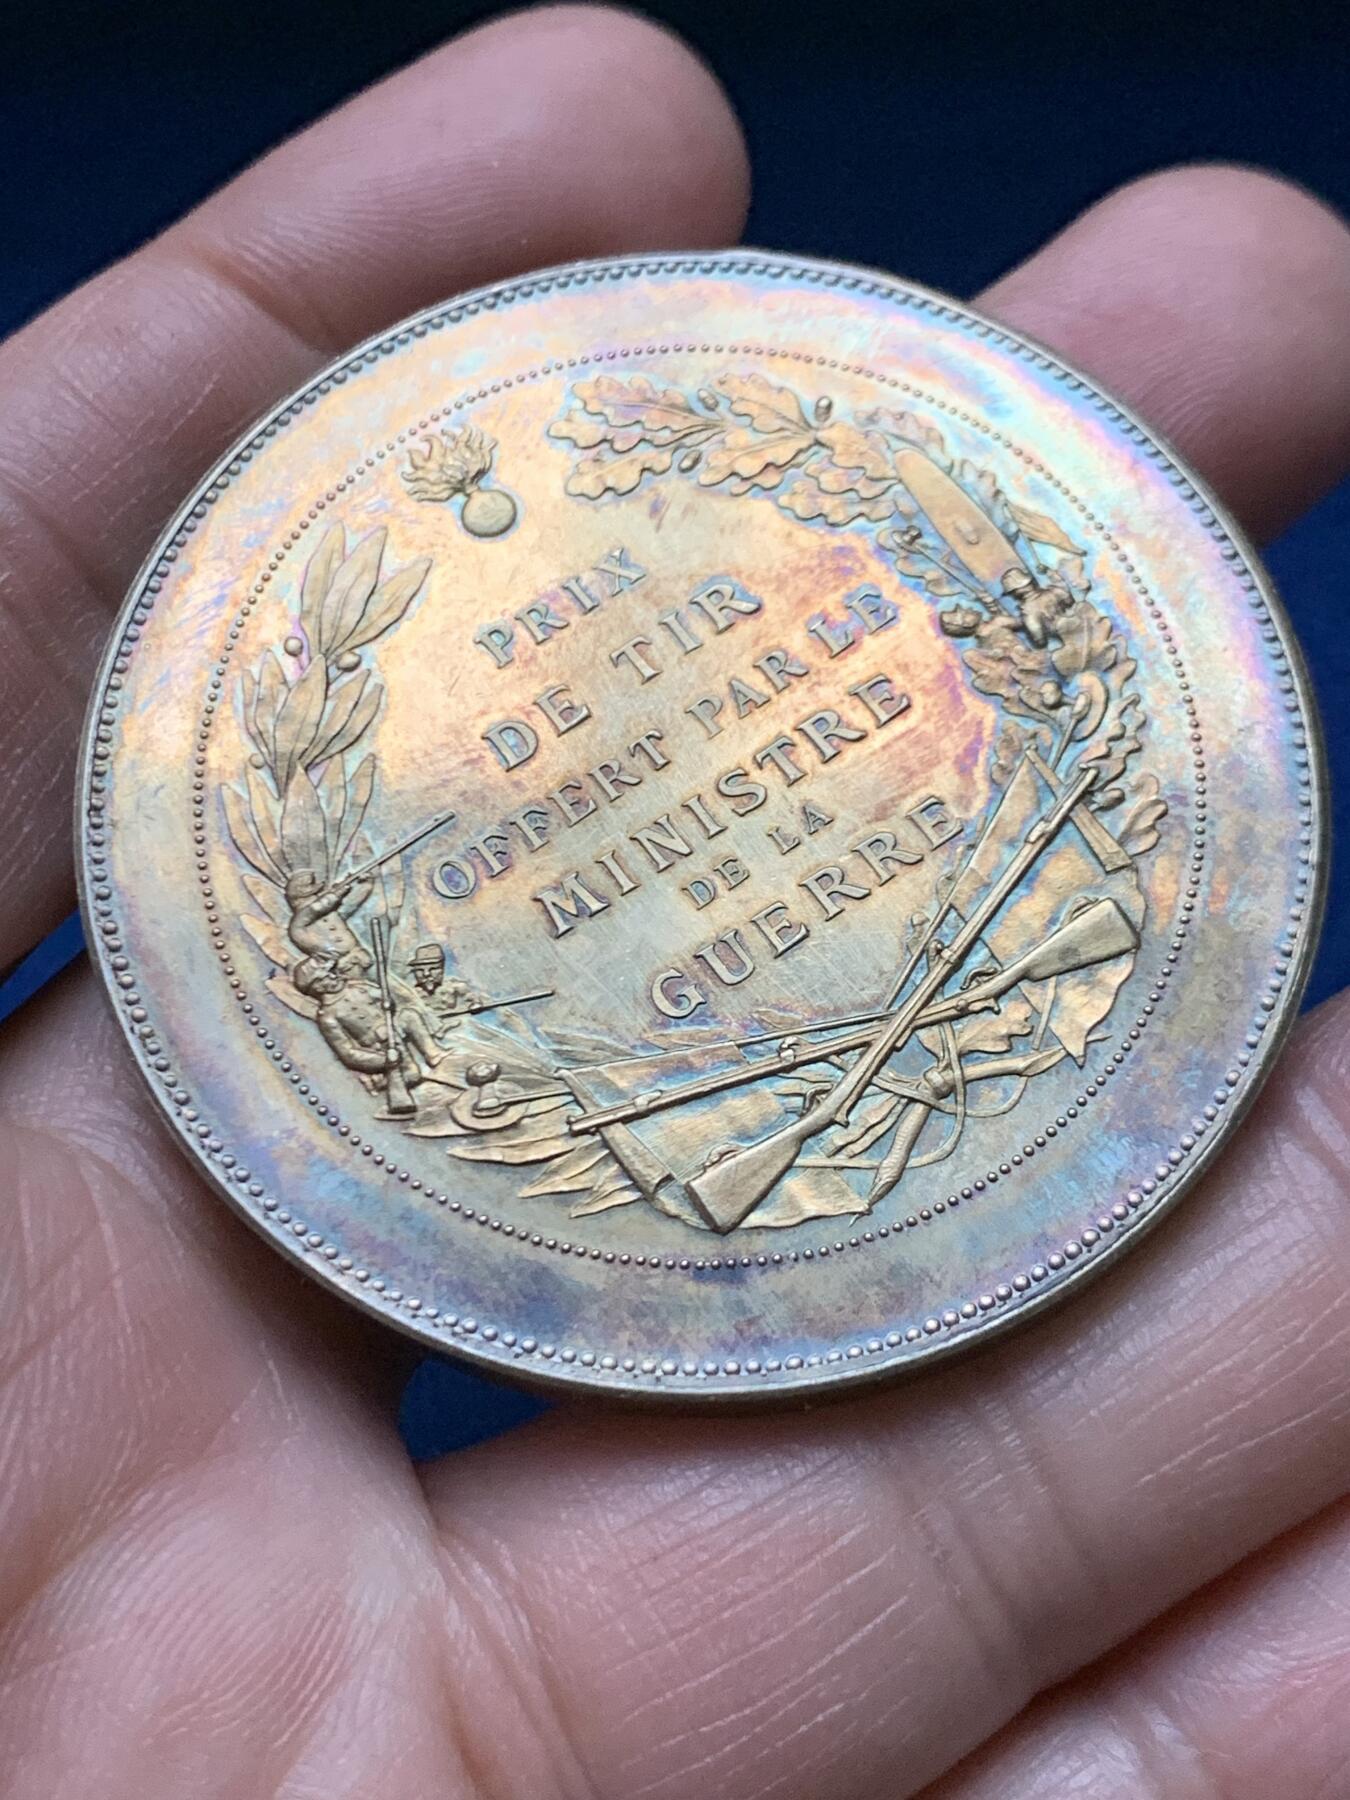 PRIX
DE TIR
OFFERT PAR LE
MINISTRE
DE LA
GUERRE